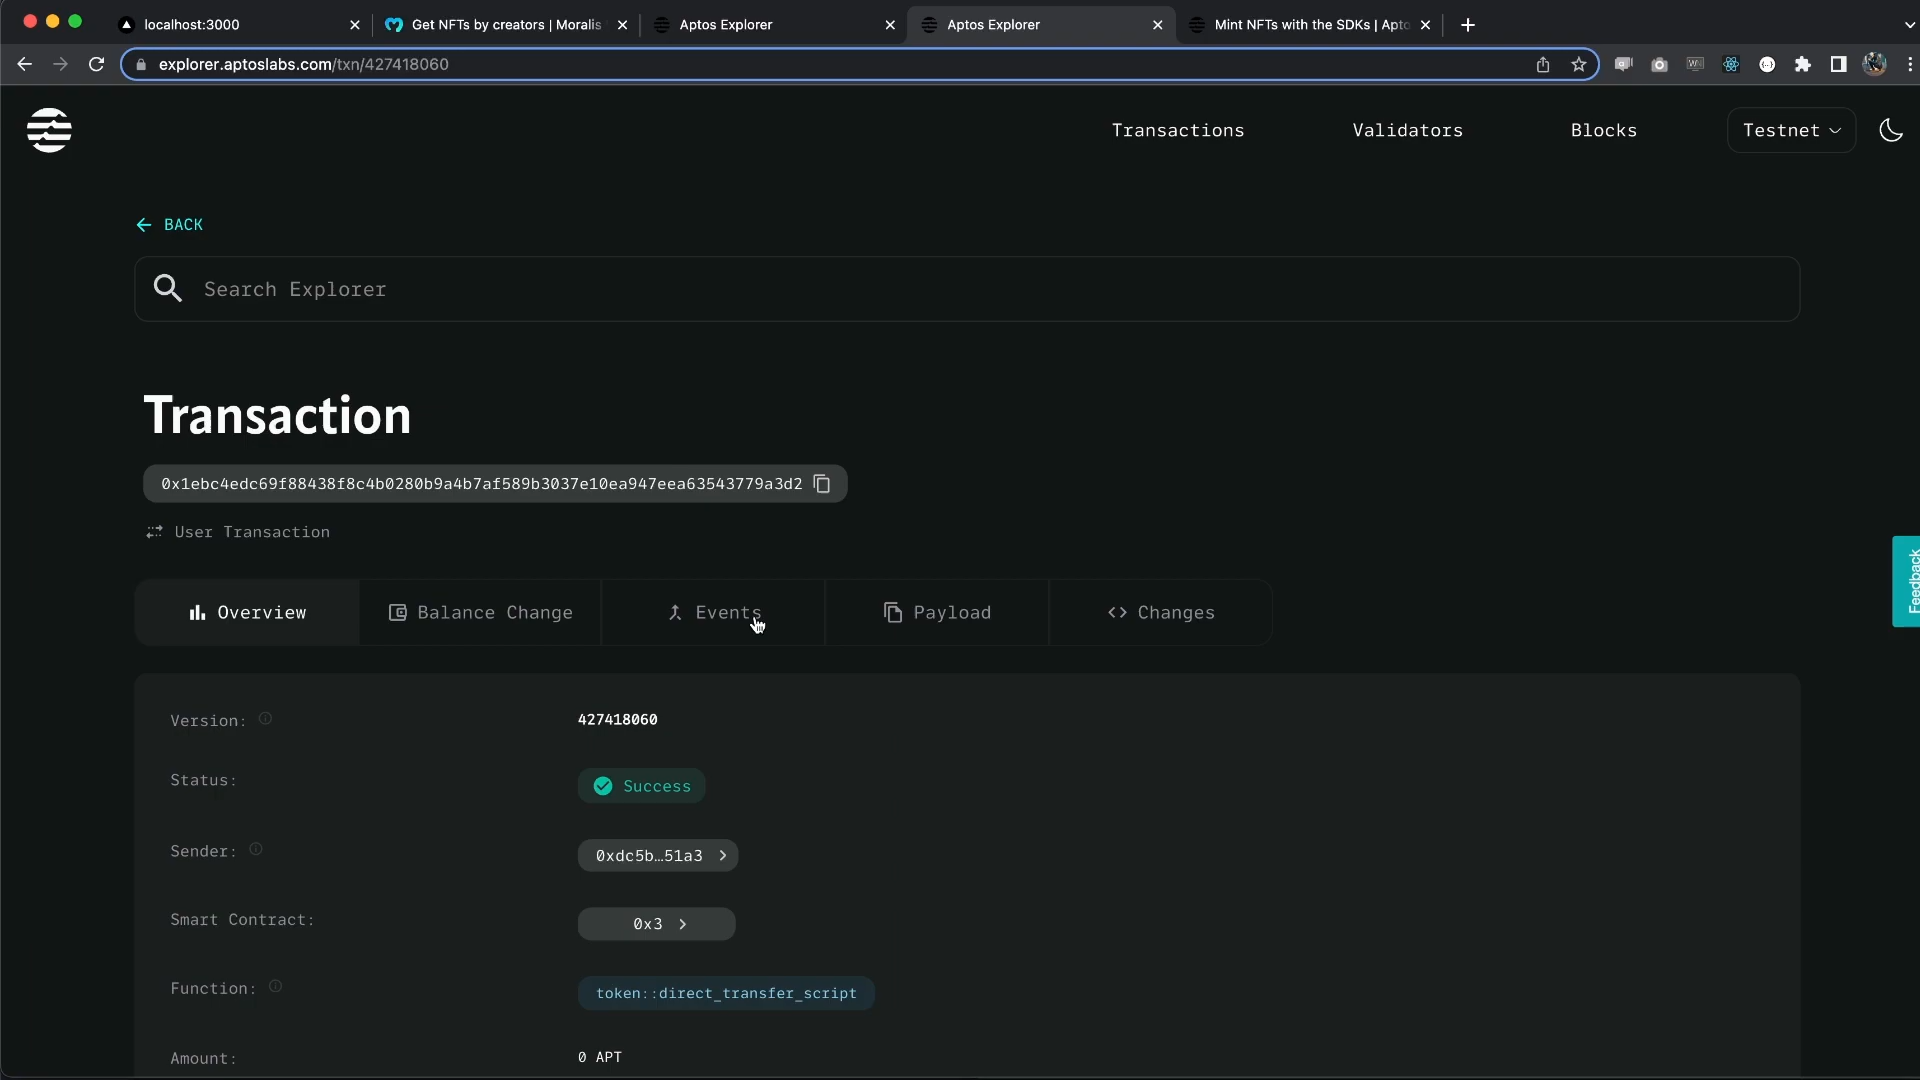 localhost:3000
Get NFTs by creators | Moralis
Aptos Explorer
Aptos Explorer
Mint NFTs with the SDKs | Apto
explorer.aptoslabs.com/txn/427418060
Transactions
Validators
Blocks
Testnet
BACK
Search Explorer
Transaction
0x1ebc4edc69f88438f8c4b0280b9a4b7af589b3037e10ea947eea63543779a3d2
User Transaction
Overview
Balance Change
Events
Payload
Changes
Feedback
Version:
427418060
Status:
Success
Sender:
0xdc5b…51a3
Smart Contract:
0x3
Function:
token::direct_transfer_script
Amount:
0 APT